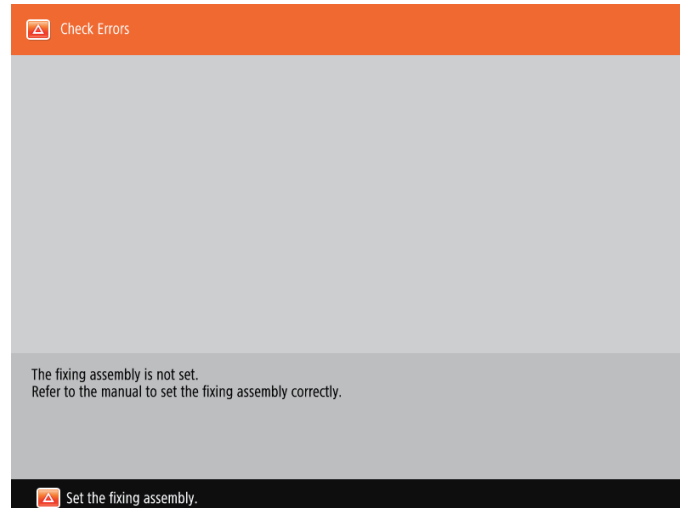 Check Errors
The fixing assembly is not set.
Refer to the manual to set the fixing assembly correctly.
Set the fixing assembly.